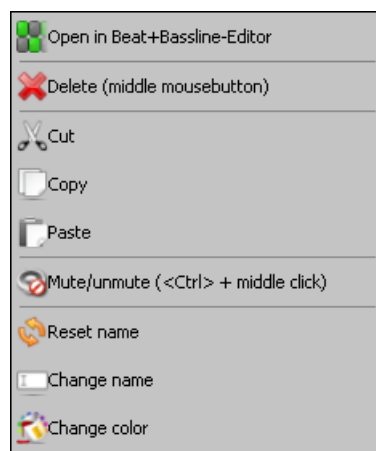 Open in Beat+Bassline-Editor
Delete (middle mousebutton)
Cut
Copy
Paste
Mute/unmute (<Ctrl> + middle click)
Reset name
Change name
Change color